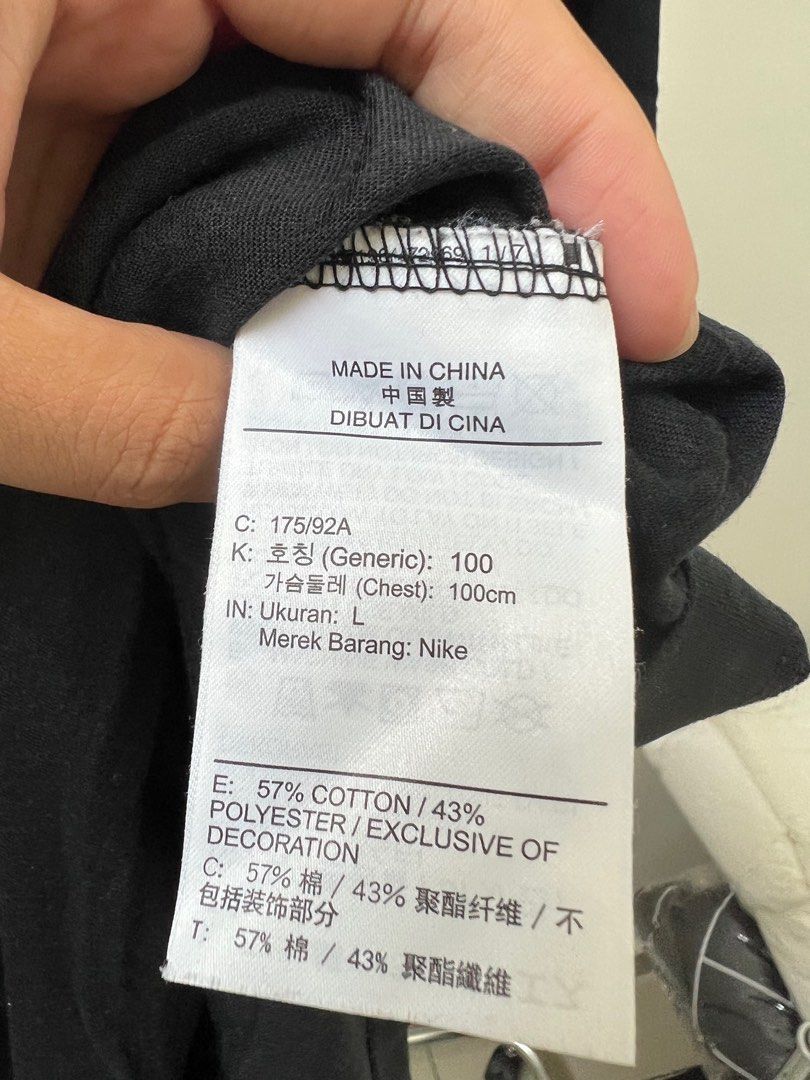 1/7
MADE IN CHINA
中国製
DIBUAT DI CINA
C: 175/92A
K: 호칭 (Generic): 100
가슴둘레 (Chest): 100cm
IN: Ukuran: L
Merek Barang: Nike
E: 57% COTTON / 43%
POLYESTER / EXCLUSIVE OF
DECORATION
C: 57% 棉 / 43% 聚酯纤维 / 不
包括装饰部分
T: 57% 棉 / 43% 聚酯纖維